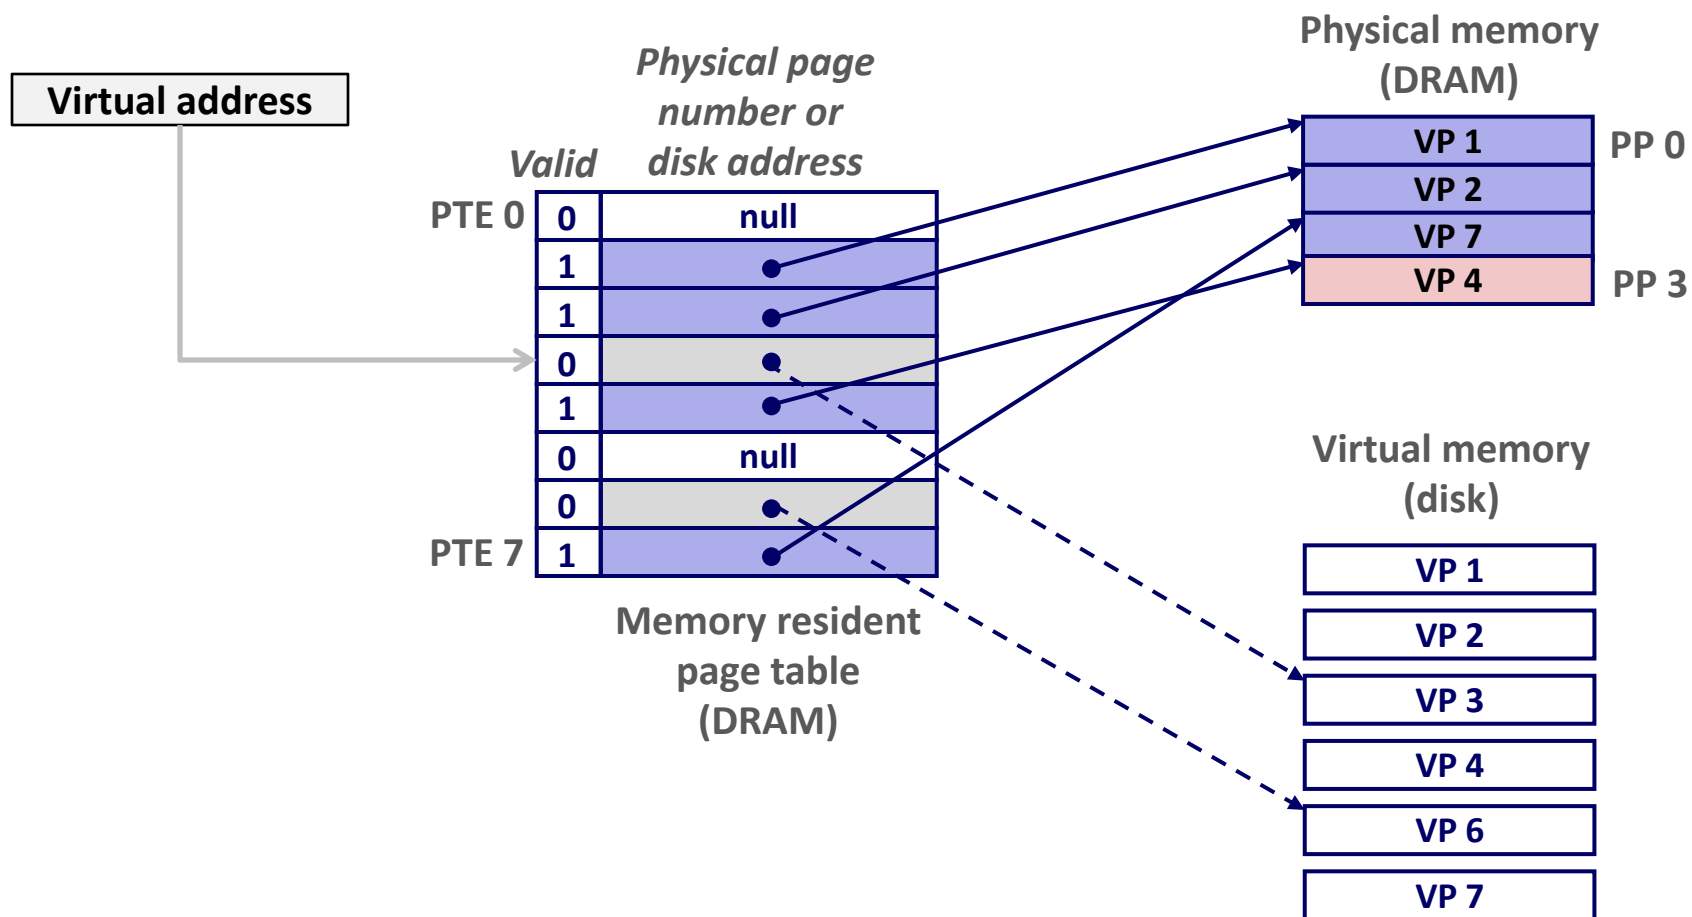 Virtual address
Physical page
number or
disk address
Valid
PTE 0
0 null
1
1
0
1
0 null
0
PTE 7 1
Memory resident
page table
(DRAM)
Physical memory
(DRAM)
VP 1 PP 0
VP 2
VP 7
VP 4 PP 3
Virtual memory
(disk)
VP 1
VP 2
VP 3
VP 4
VP 6
VP 7